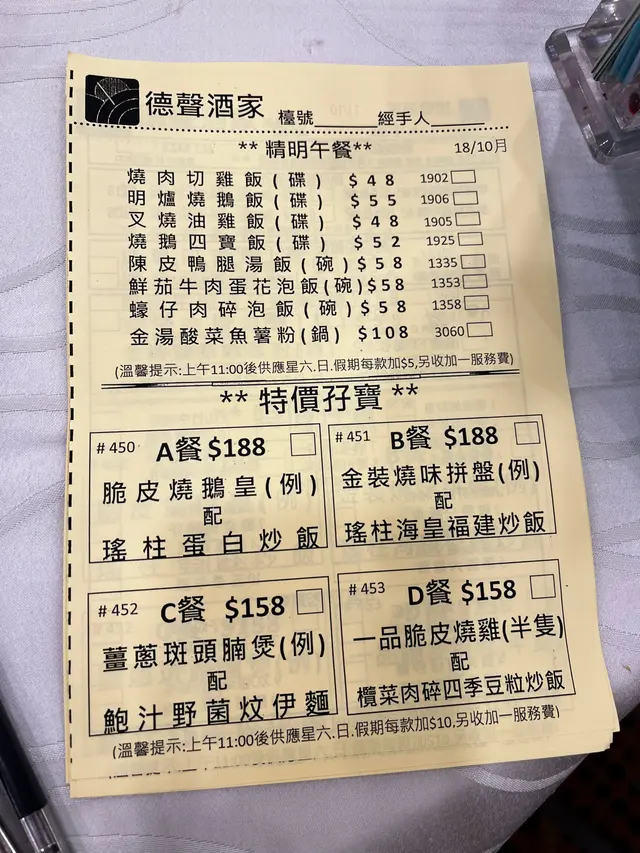 德聲酒家 檯號______經手人______
** 精明午餐** 18/10月
燒肉切雞飯(碟) $48 1902
明爐燒鵝飯(碟) $55 1906
叉燒油雞飯(碟) $48 1905
燒鵝四寶飯(碟) $52 1925
陳皮鴨腿湯飯(碗) $58 1335
鮮茄牛肉蛋花泡飯(碗) $58 1353
蠔仔肉碎泡飯(碗) $58 1358
金湯酸菜魚薯粉(鍋) $108 3060
(溫馨提示:上午11:00後供應星六.日.假期每款加$5,另收加一服務費)
** 特價孖寶 **
# 450 A餐 $188
脆皮燒鵝皇(例)
配
瑤柱蛋白炒飯
# 451 B餐 $188
金裝燒味拼盤(例)
配
瑤柱海皇福建炒飯
# 452 C餐 $158
薑蔥斑頭腩煲(例)
配
鮑汁野菌炆伊麵
# 453 D餐 $158
一品脆皮燒雞(半隻)
配
欖菜肉碎四季豆粒炒飯
(溫馨提示:上午11:00後供應星六.日.假期每款加$10,另收加一服務費)